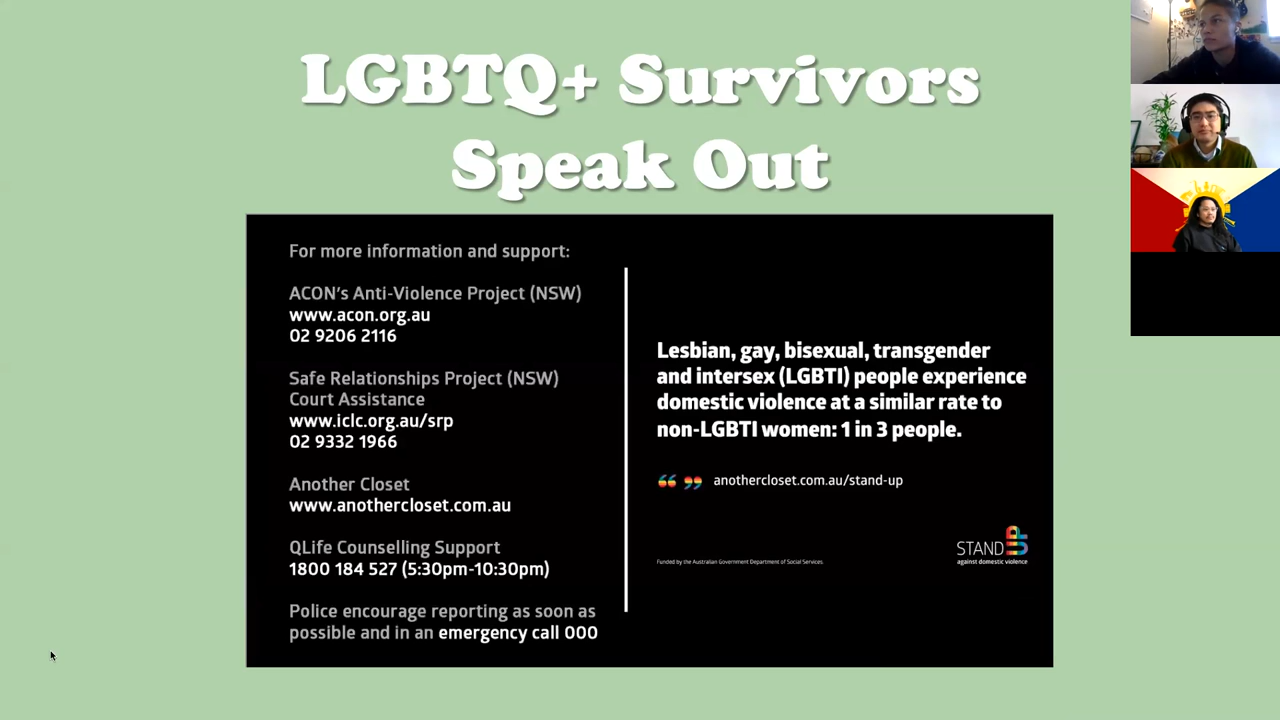 LGBTQ+ Survivors
Speak Out
For more information and support:
ACON's Anti-Violence Project (NSW)
www.acon.org.au
02 9206 2116
Safe Relationships Project (NSW)
Court Assistance
www.iclc.org.au/srp
02 9332 1966
Another Closet
www.anothercloset.com.au
QLife Counselling Support
1800 184 527 (5:30pm-10:30pm)
Police encourage reporting as soon as
possible and in an emergency call 000
Lesbian, gay, bisexual, transgender
and intersex (LGBTI) people experience
domestic violence at a similar rate to
non-LGBTI women: 1 in 3 people.
anothercloset.com.au/stand-up
Funded by the Australian Government Department of Social Services.
STAND UP
against domestic violence